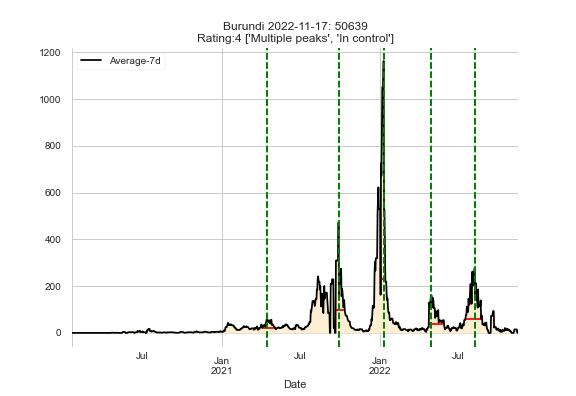 Burundi 2022-11-17: 50639
Rating:4 ['Multiple peaks', 'In control']
1200
Average-7d
1000
800
600
400
200
0
Jul
Jan
2021
Jul
Jan
2022
Jul
Date